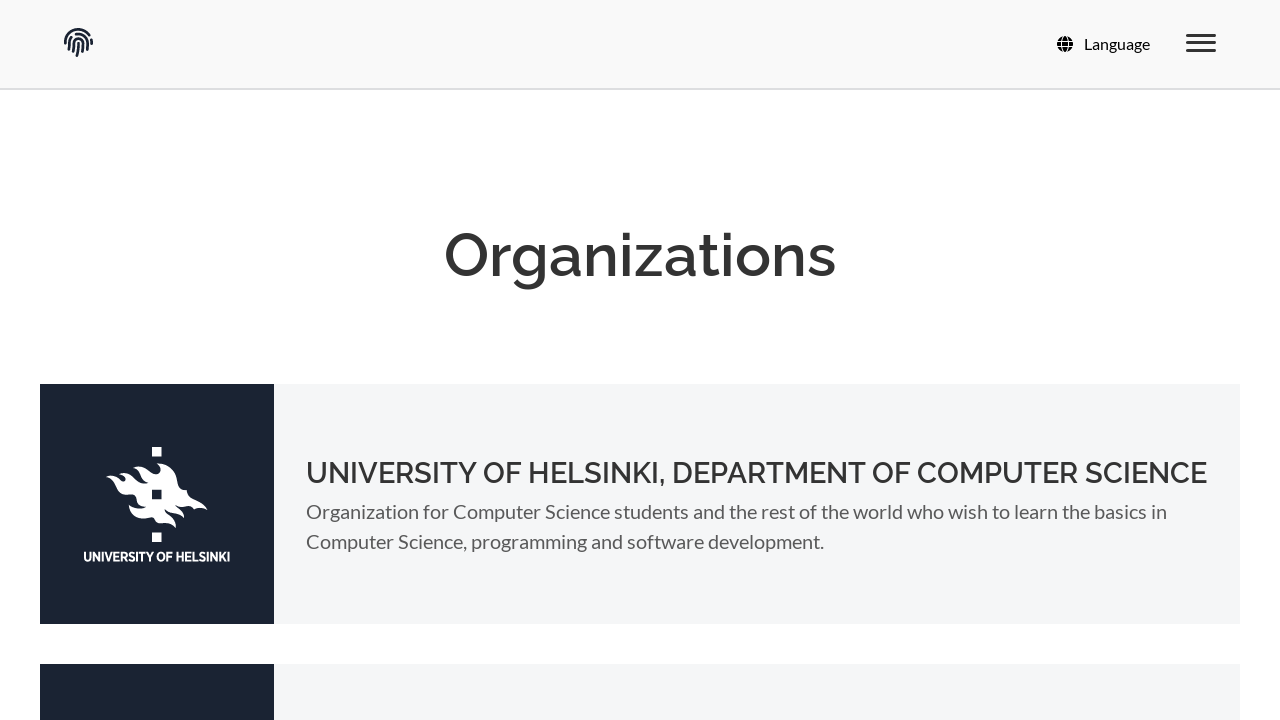 Language
Organizations
UNIVERSITY OF HELSINKI
UNIVERSITY OF HELSINKI, DEPARTMENT OF COMPUTER SCIENCE
Organization for Computer Science students and the rest of the world who wish to learn the basics in
Computer Science, programming and software development.